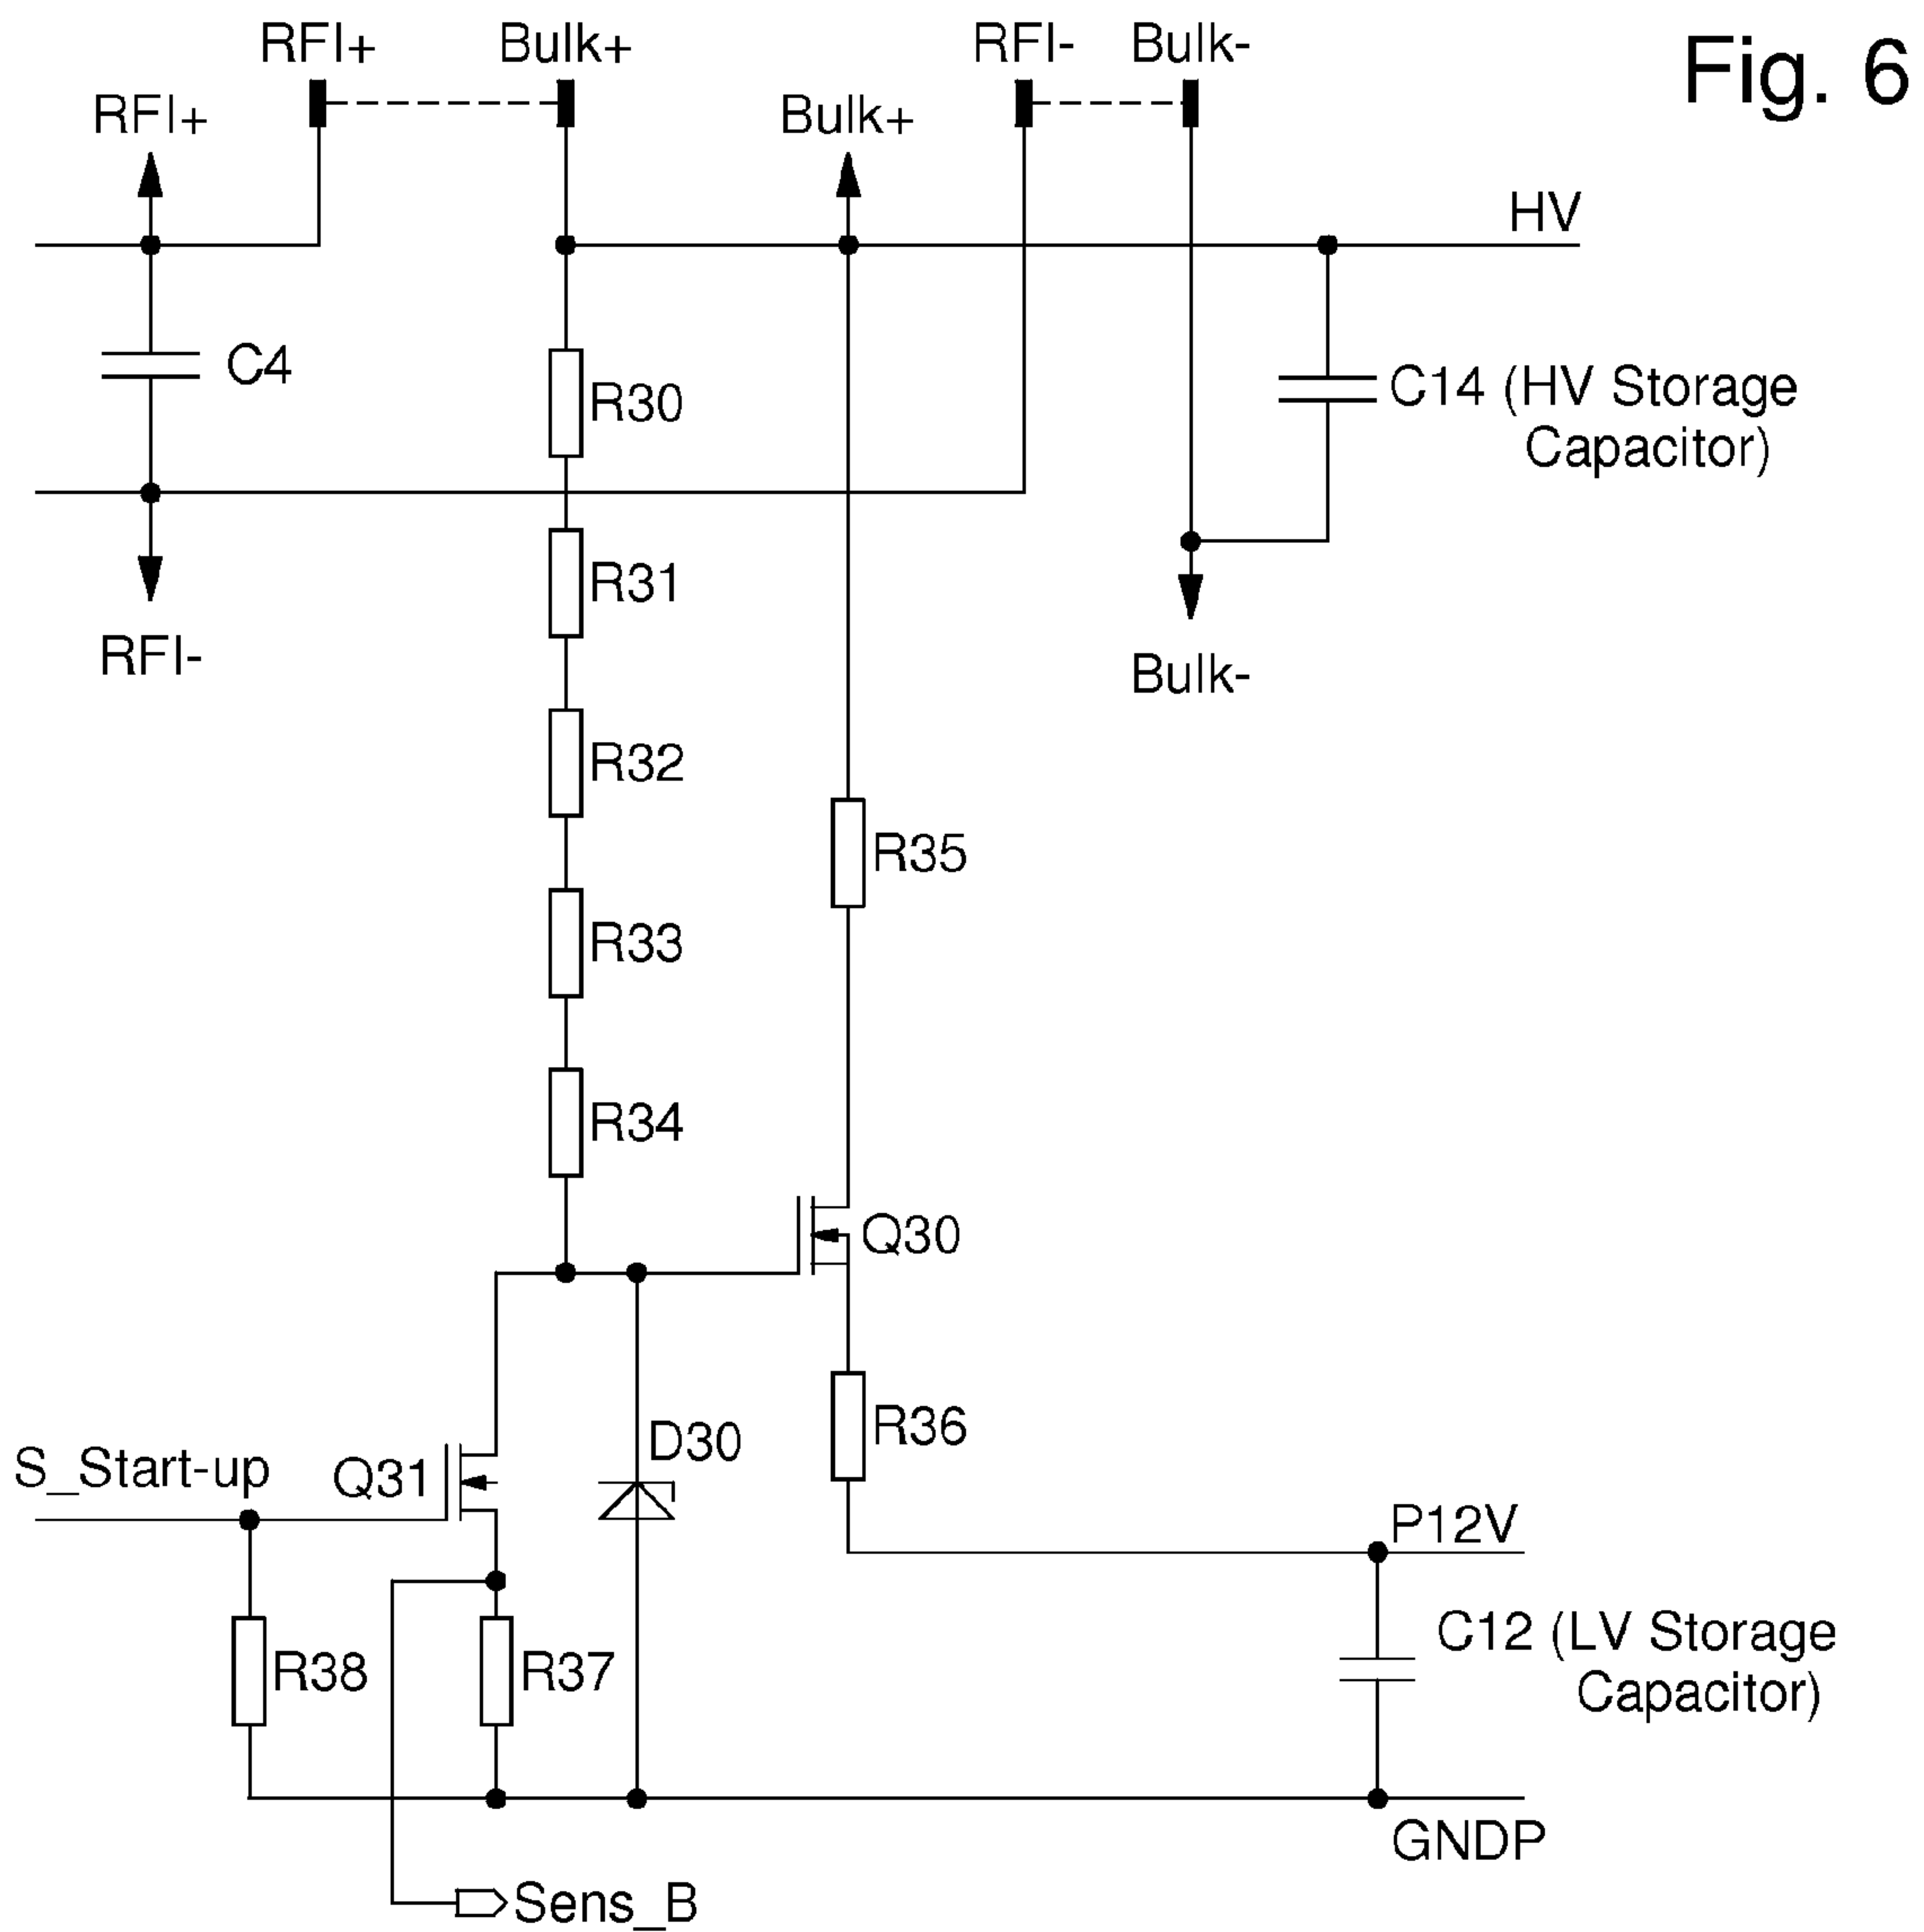 Fig. 6
RFI+
Bulk+
RFI-
Bulk-
RFI+
Bulk+
HV
C4
R30
C14 (HV Storage
Capacitor)
R31
RFI-
Bulk-
R32
R35
R33
R34
Q30
D30
R36
S_Start-up
Q31
P12V
C12 (LV Storage
Capacitor)
R38
R37
GNDP
Sens_B